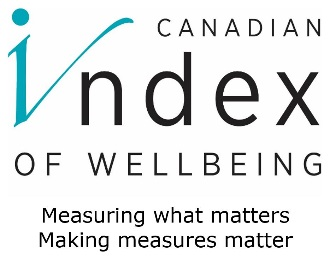 CANADIAN
index
OF WELLBEING
Measuring what matters
Making measures matter